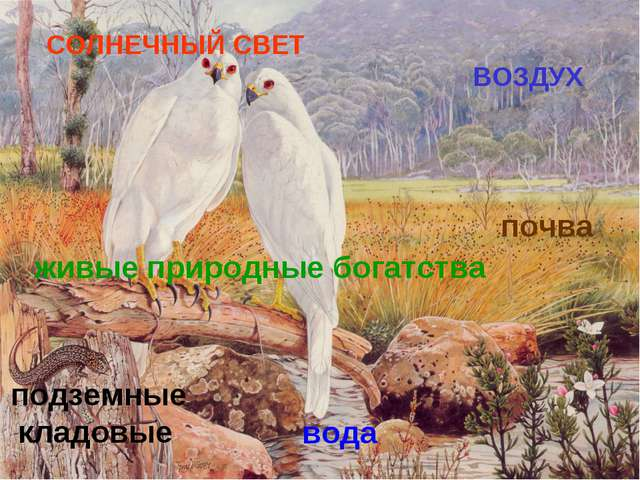 СОЛНЕЧНЫЙ СВЕТ
ВОЗДУХ
почва
живые природные богатства
подземные
кладовые
вода